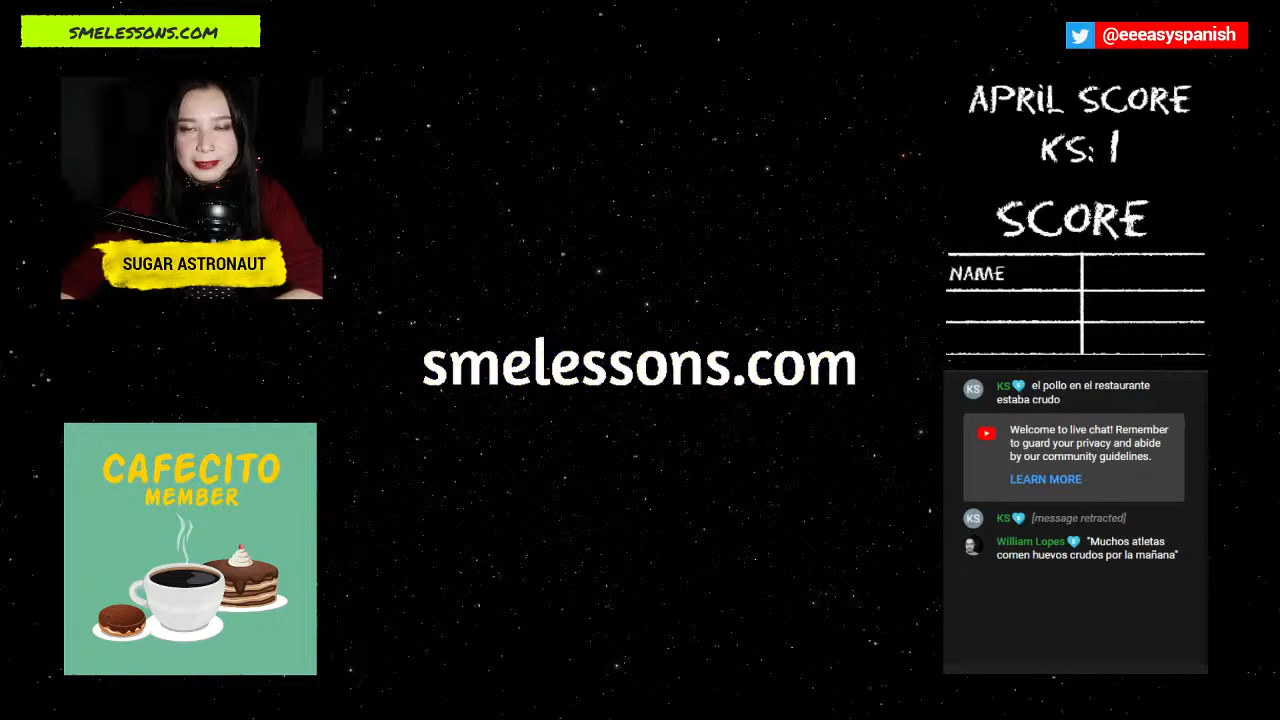 SMELESSONS.COM
@eeeasyspanish
SUGAR ASTRONAUT
CAFECITO
MEMBER
smelessons.com
APRIL SCORE
KS: 1
SCORE
NAME
KS KS el pollo en el restaurante
estaba crudo
Welcome to live chat! Remember
to guard your privacy and abide
by our community guidelines.
LEARN MORE
KS KS [message retracted]
William Lopes "Muchos atletas
comen huevos crudos por la mañana"